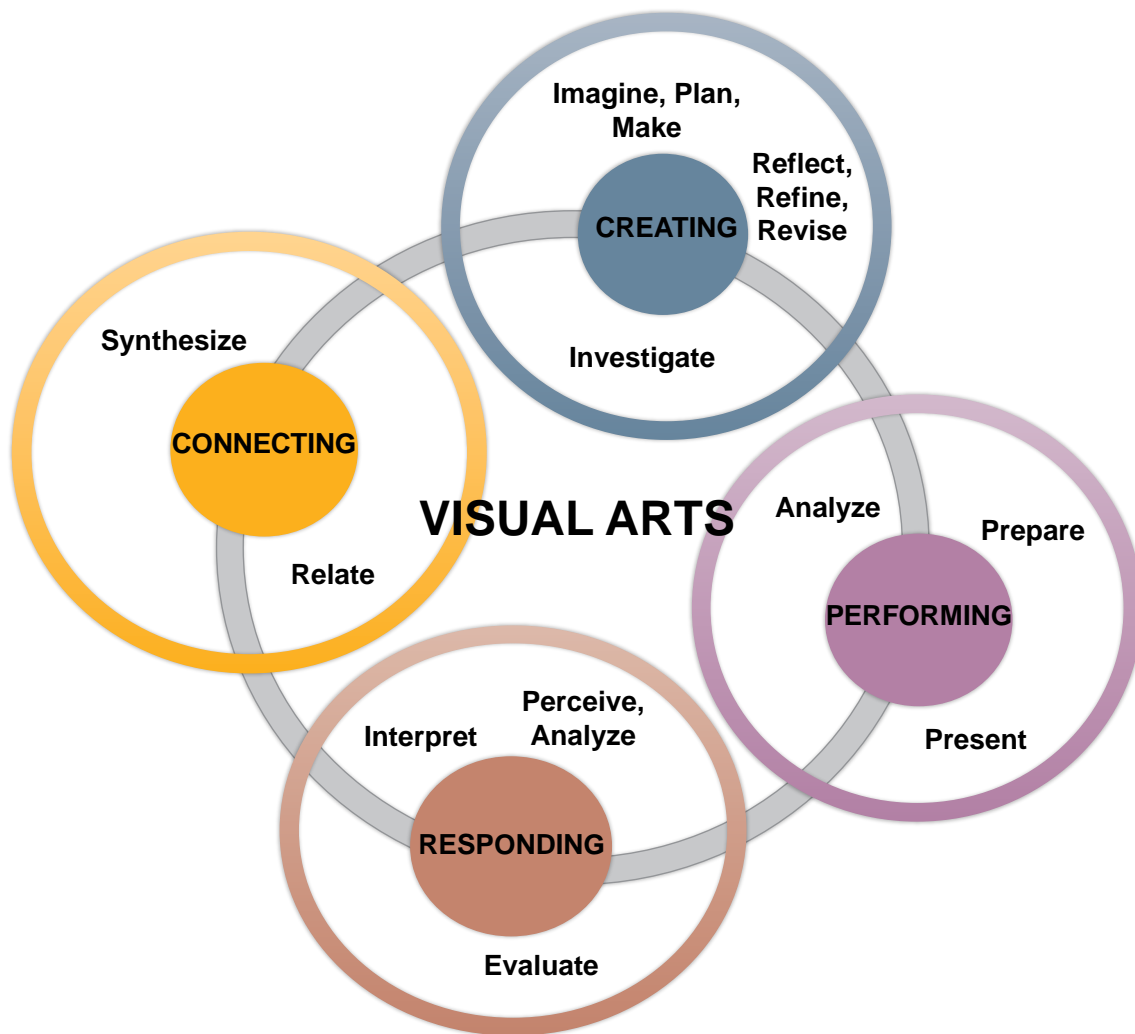 Imagine, Plan,
Make
Reflect,
Refine,
Revise
CREATING
Investigate
Synthesize
CONNECTING
Relate
VISUAL ARTS
Analyze
Prepare
PERFORMING
Present
Interpret
Perceive,
Analyze
RESPONDING
Evaluate